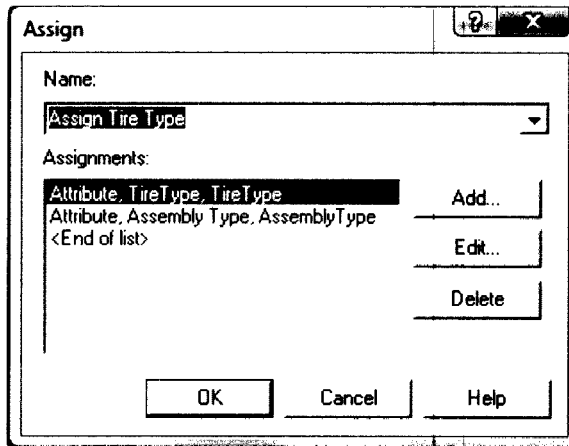 Assign
Name:
Assign Tire Type
Assignments:
Attribute, TireType, TireType
Add...
Attribute, Assembly Type, AssemblyType
<End of list>
Edit...
Delete
OK
Cancel
Help